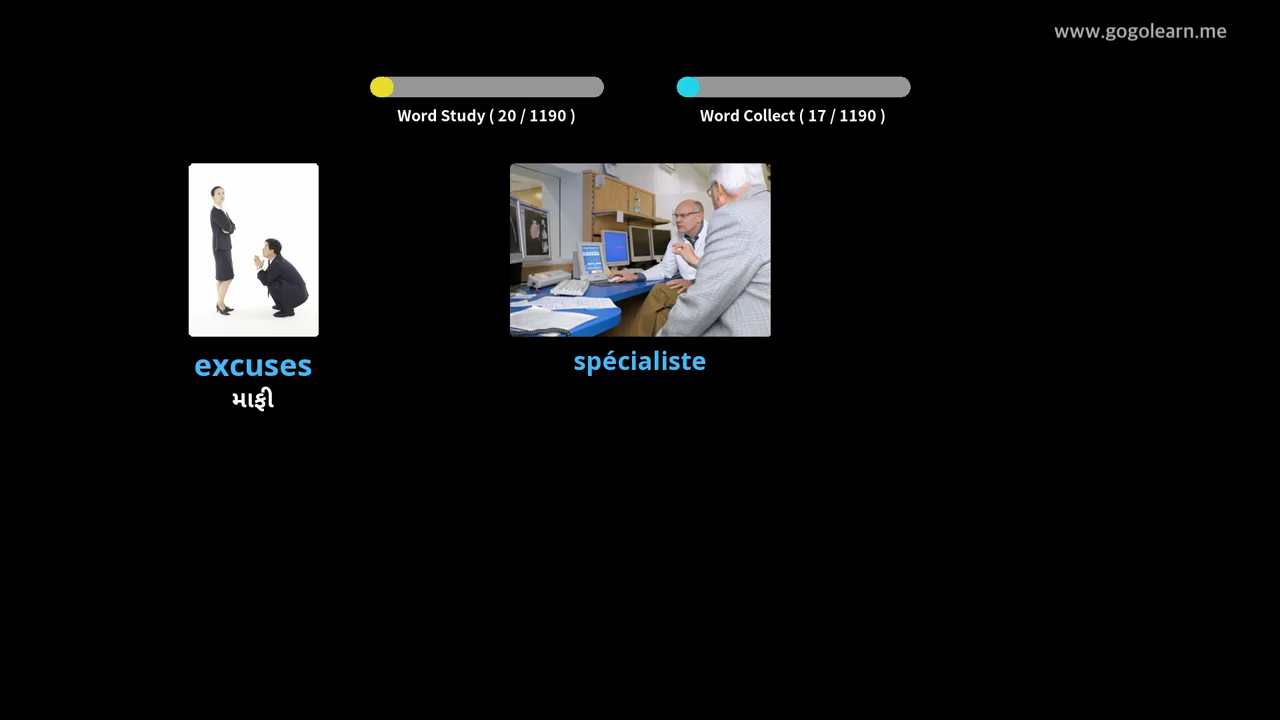 www.gogolearn.me
Word Study ( 20 / 1190 )
Word Collect ( 17 / 1190 )
excuses
માફી
spécialiste